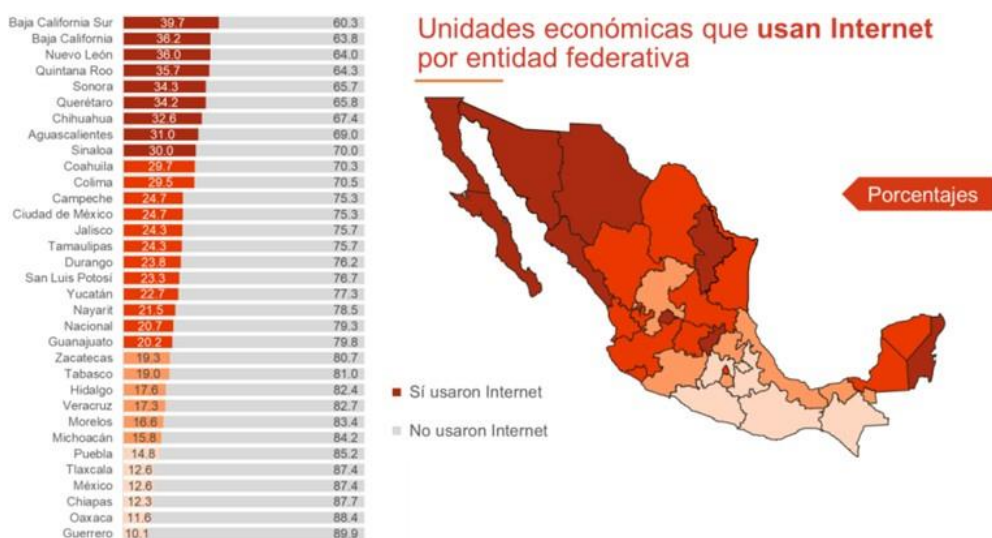 Unidades económicas que usan Internet
por entidad federativa
Baja California Sur 39.7 60.3
Baja California 36.2 63.8
Nuevo León 36.0 64.0
Quintana Roo 35.7 64.3
Sonora 34.3 65.7
Querétaro 34.2 65.8
Chihuahua 32.6 67.4
Aguascalientes 31.0 69.0
Sinaloa 30.0 70.0
Coahuila 29.7 70.3
Colima 29.5 70.5
Campeche 24.7 75.3
Ciudad de México 24.7 75.3
Jalisco 24.3 75.7
Tamaulipas 24.3 75.7
Durango 23.8 76.2
San Luis Potosí 23.3 76.7
Yucatán 22.7 77.3
Nayarit 21.5 78.5
Nacional 20.7 79.3
Guanajuato 20.2 79.8
Zacatecas 19.3 80.7
Tabasco 19.0 81.0
Hidalgo 17.6 82.4
Veracruz 17.3 82.7
Morelos 16.6 83.4
Michoacán 15.8 84.2
Puebla 14.8 85.2
Tlaxcala 12.6 87.4
México 12.6 87.4
Chiapas 12.3 87.7
Oaxaca 11.6 88.4
Guerrero 10.1 89.9
Porcentajes
Sí usaron Internet
No usaron Internet